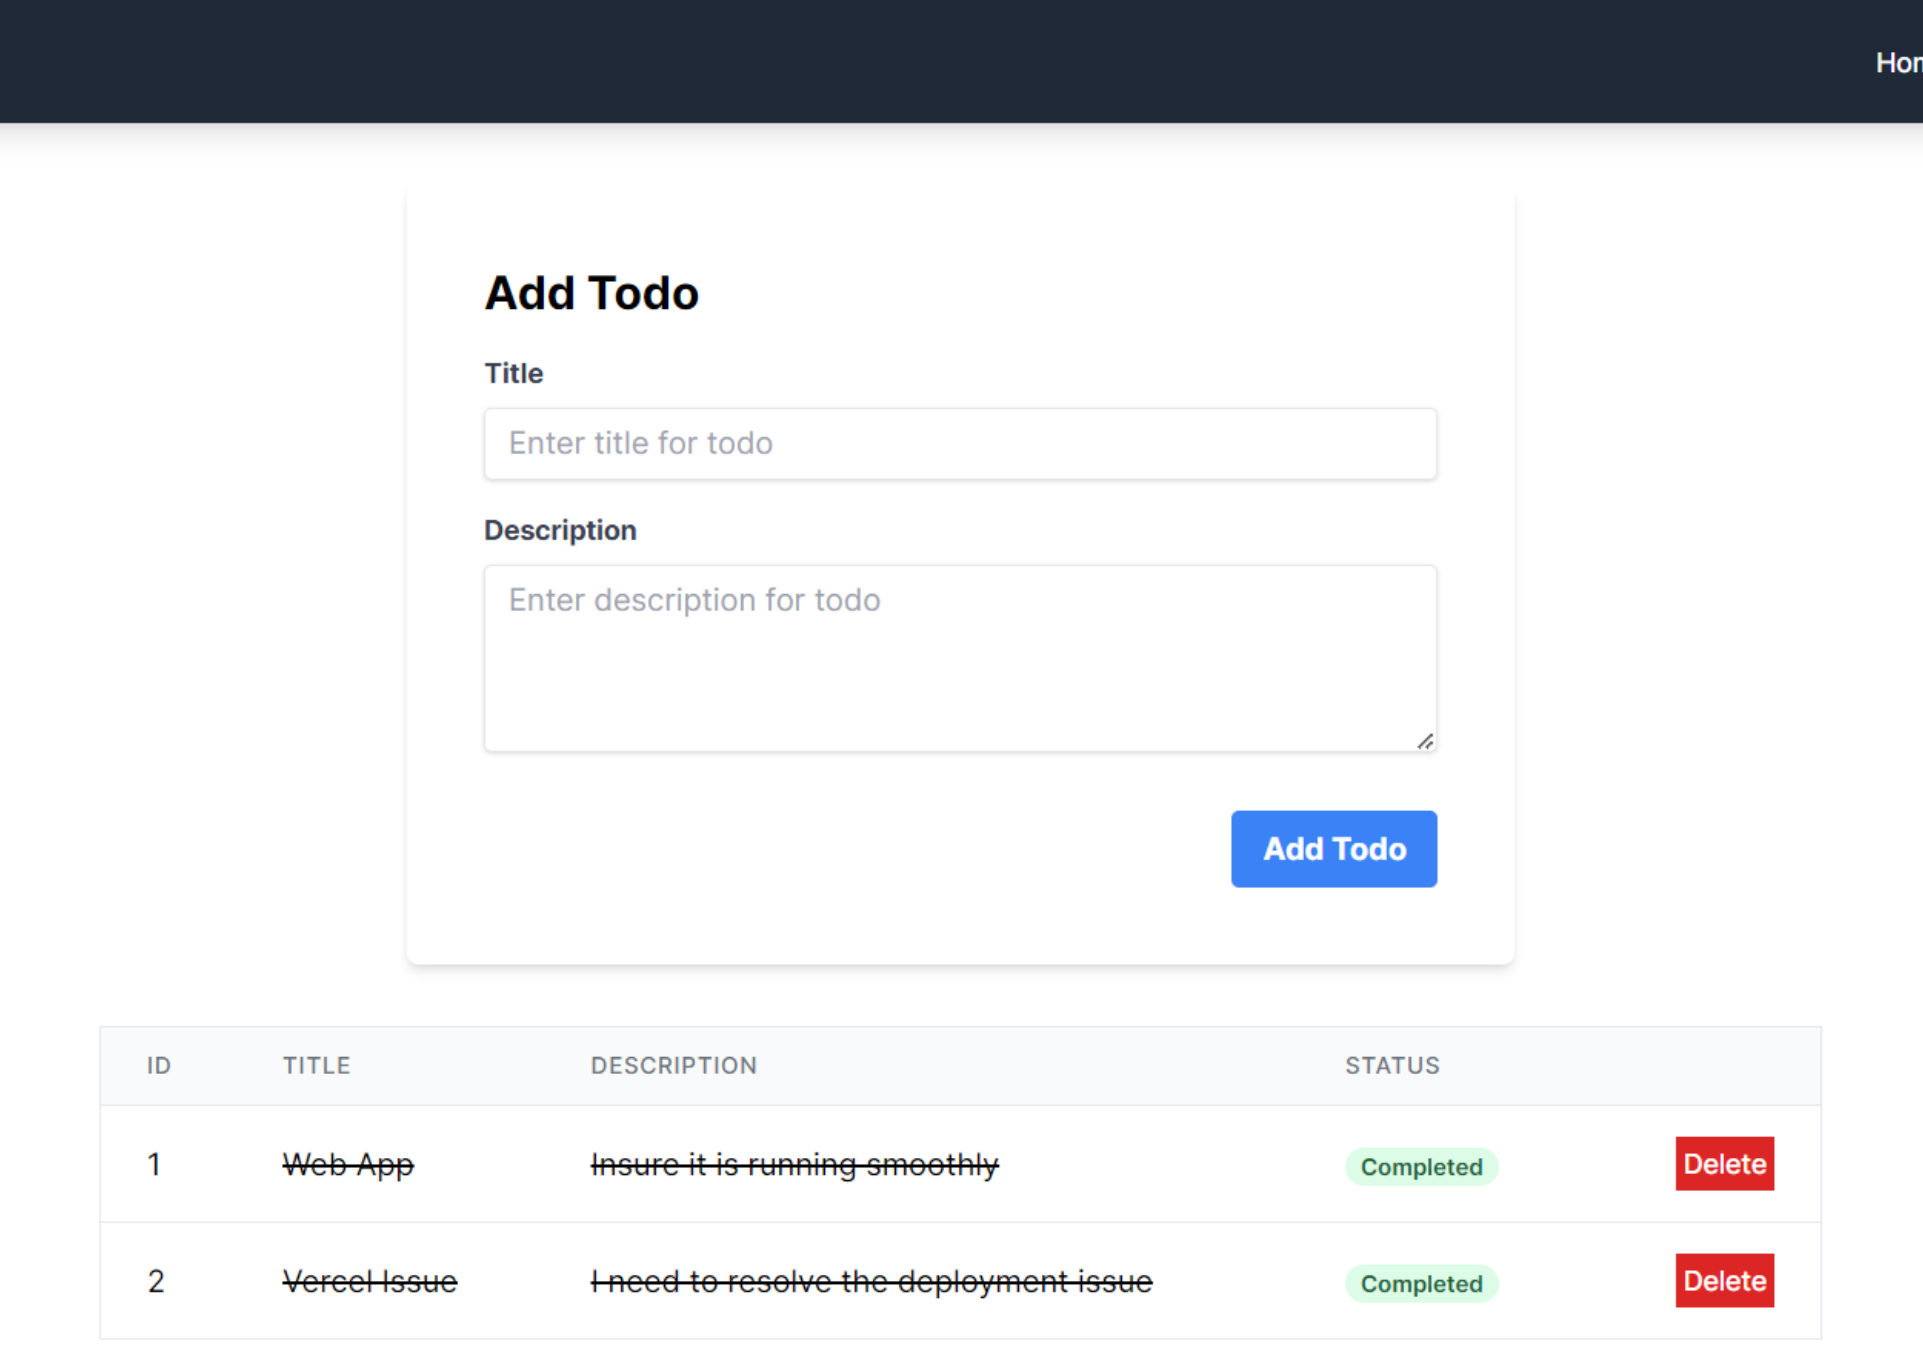 Hom
Add Todo
Title
Enter title for todo
Description
Enter description for todo
Add Todo
ID TITLE DESCRIPTION STATUS
1 Web App Insure it is running smoothly Completed Delete
2 Vercel Issue I need to resolve the deployment issue Completed Delete